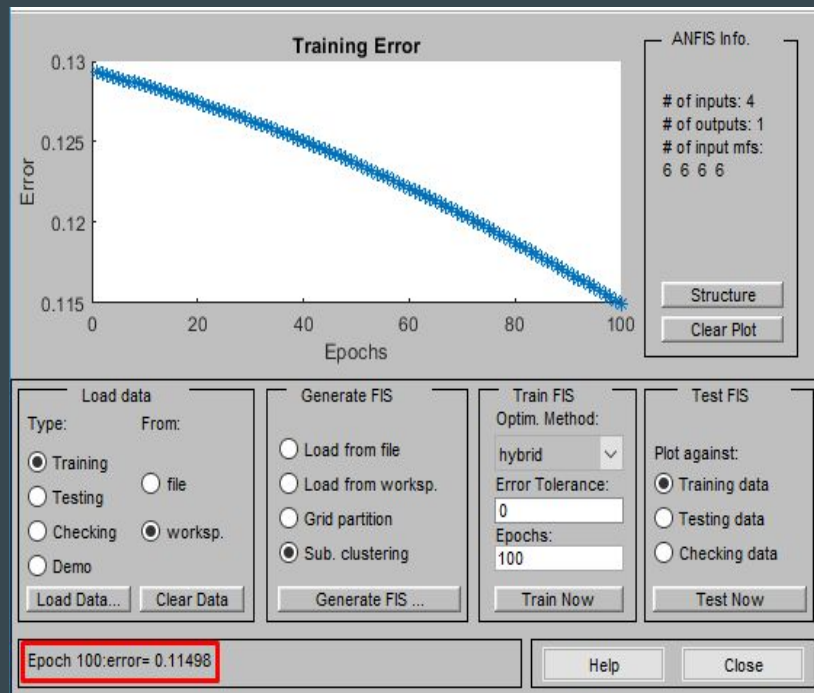 Training Error
0.13
0.125
0.12
0.115
Error
0
20
40
60
80
100
Epochs
ANFIS Info.
# of inputs: 4
# of outputs: 1
# of input mfs:
6 6 6 6
Structure
Clear Plot
Load data
Type:
From:
Training
Testing
Checking
Demo
file
worksp.
Load Data...
Clear Data
Generate FIS
Load from file
Load from worksp.
Grid partition
Sub. clustering
Generate FIS ...
Train FIS
Optim. Method:
hybrid
Error Tolerance:
0
Epochs:
100
Train Now
Test FIS
Plot against:
Training data
Testing data
Checking data
Test Now
Epoch 100:error= 0.11498
Help
Close